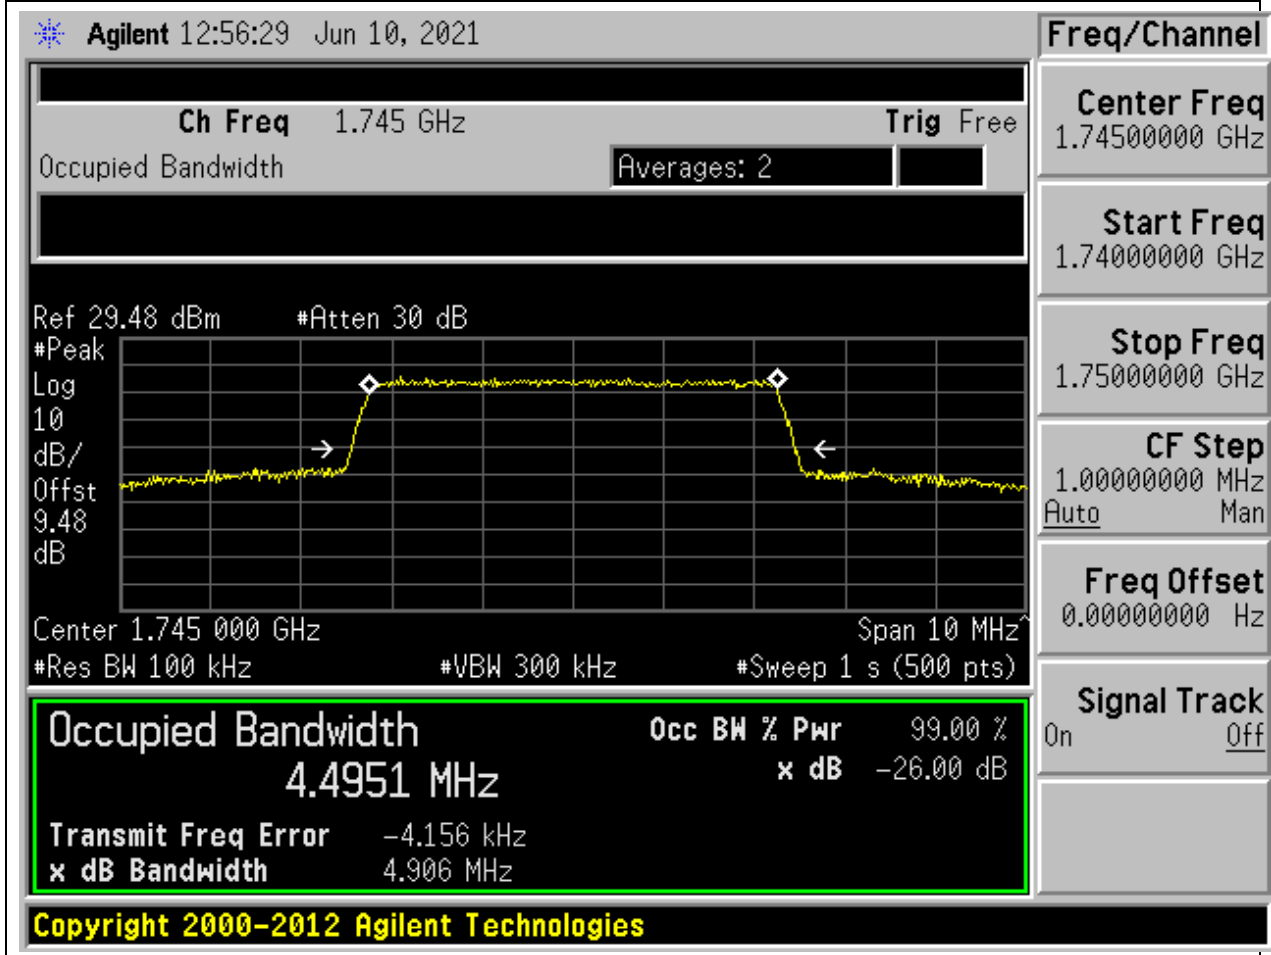 Agilent 12:56:29 Jun 10, 2021
Freq/Channel
Ch Freq 1.745 GHz Trig Free
Occupied Bandwidth Averages: 2
Center Freq
1.74500000 GHz
Start Freq
1.74000000 GHz
Stop Freq
1.75000000 GHz
CF Step
1.00000000 MHz
Auto Man
Freq Offset
0.00000000 Hz
Signal Track
On Off
Ref 29.48 dBm #Atten 30 dB
#Peak
Log
10
dB/
Offst
9.48
dB
Center 1.745 000 GHz Span 10 MHz^
#Res BW 100 kHz #VBW 300 kHz #Sweep 1 s (500 pts)
Occupied Bandwidth Occ BW % Pwr 99.00 %
4.4951 MHz x dB -26.00 dB
Transmit Freq Error -4.156 kHz
x dB Bandwidth 4.906 MHz
Copyright 2000-2012 Agilent Technologies